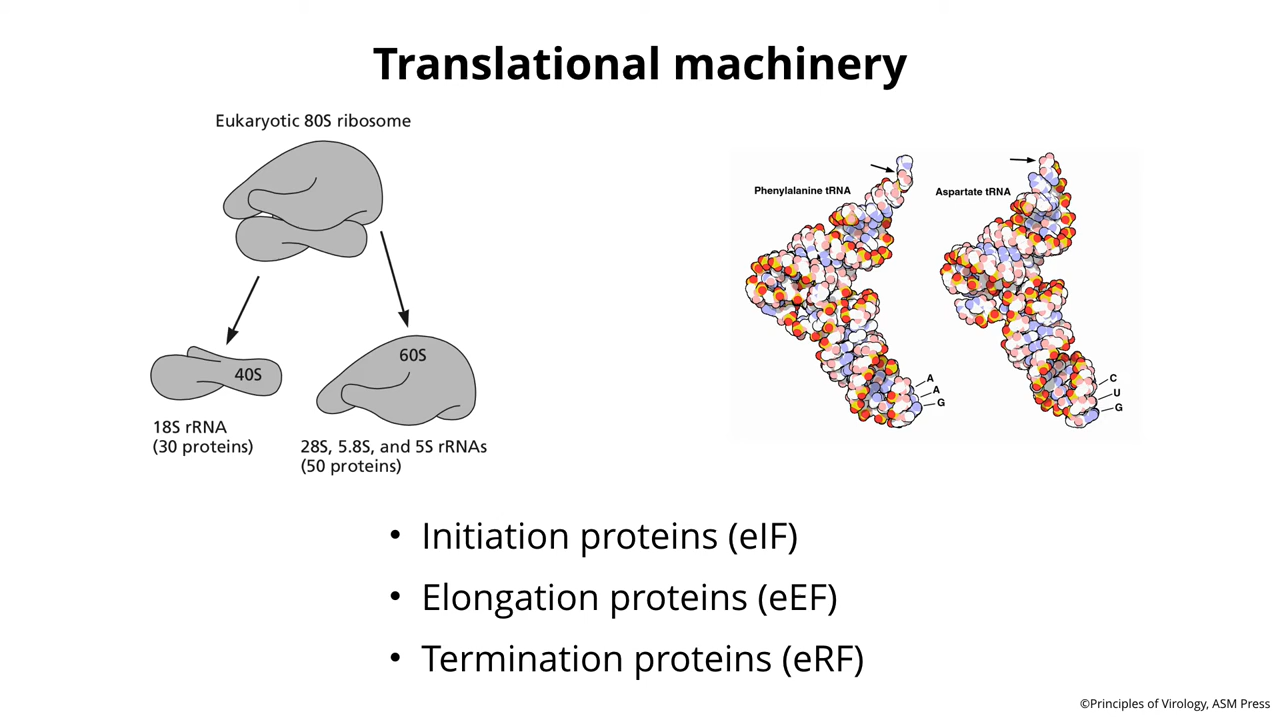 Translational machinery
Eukaryotic 80S ribosome
40S
60S
18S rRNA
(30 proteins)
28S, 5.8S, and 5S rRNAs
(50 proteins)
Phenylalanine tRNA
Aspartate tRNA
A
A
G
C
U
G
• Initiation proteins (eIF)
• Elongation proteins (eEF)
• Termination proteins (eRF)
©Principles of Virology, ASM Press